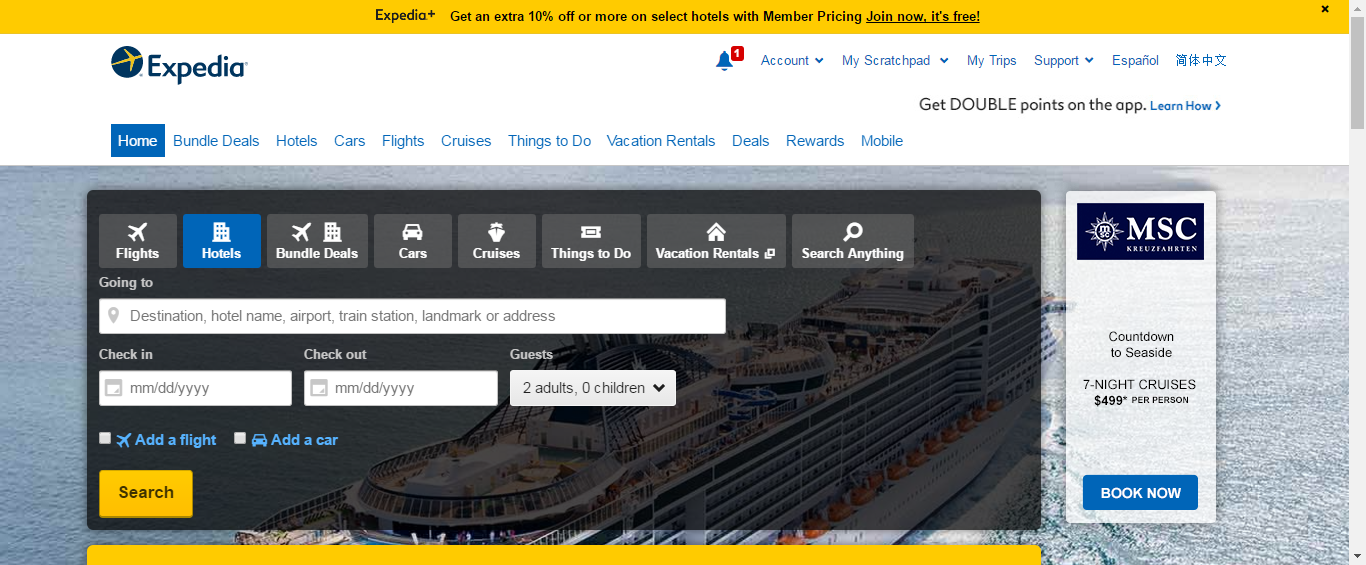 Expedia+ Get an extra 10% off or more on select hotels with Member Pricing Join now, it's free!
Expedia
1
Account My Scratchpad My Trips Support Español 简体中文
Get DOUBLE points on the app. Learn How
Home Bundle Deals Hotels Cars Flights Cruises Things to Do Vacation Rentals Deals Rewards Mobile
Flights Hotels Bundle Deals Cars Cruises Things to Do Vacation Rentals Search Anything
Going to
Destination, hotel name, airport, train station, landmark or address
Check in Check out Guests
mm/dd/yyyy mm/dd/yyyy 2 adults, 0 children
Add a flight Add a car
Search
MSC
KREUZFAHRTEN
Countdown
to Seaside
7-NIGHT CRUISES
$499* PER PERSON
BOOK NOW